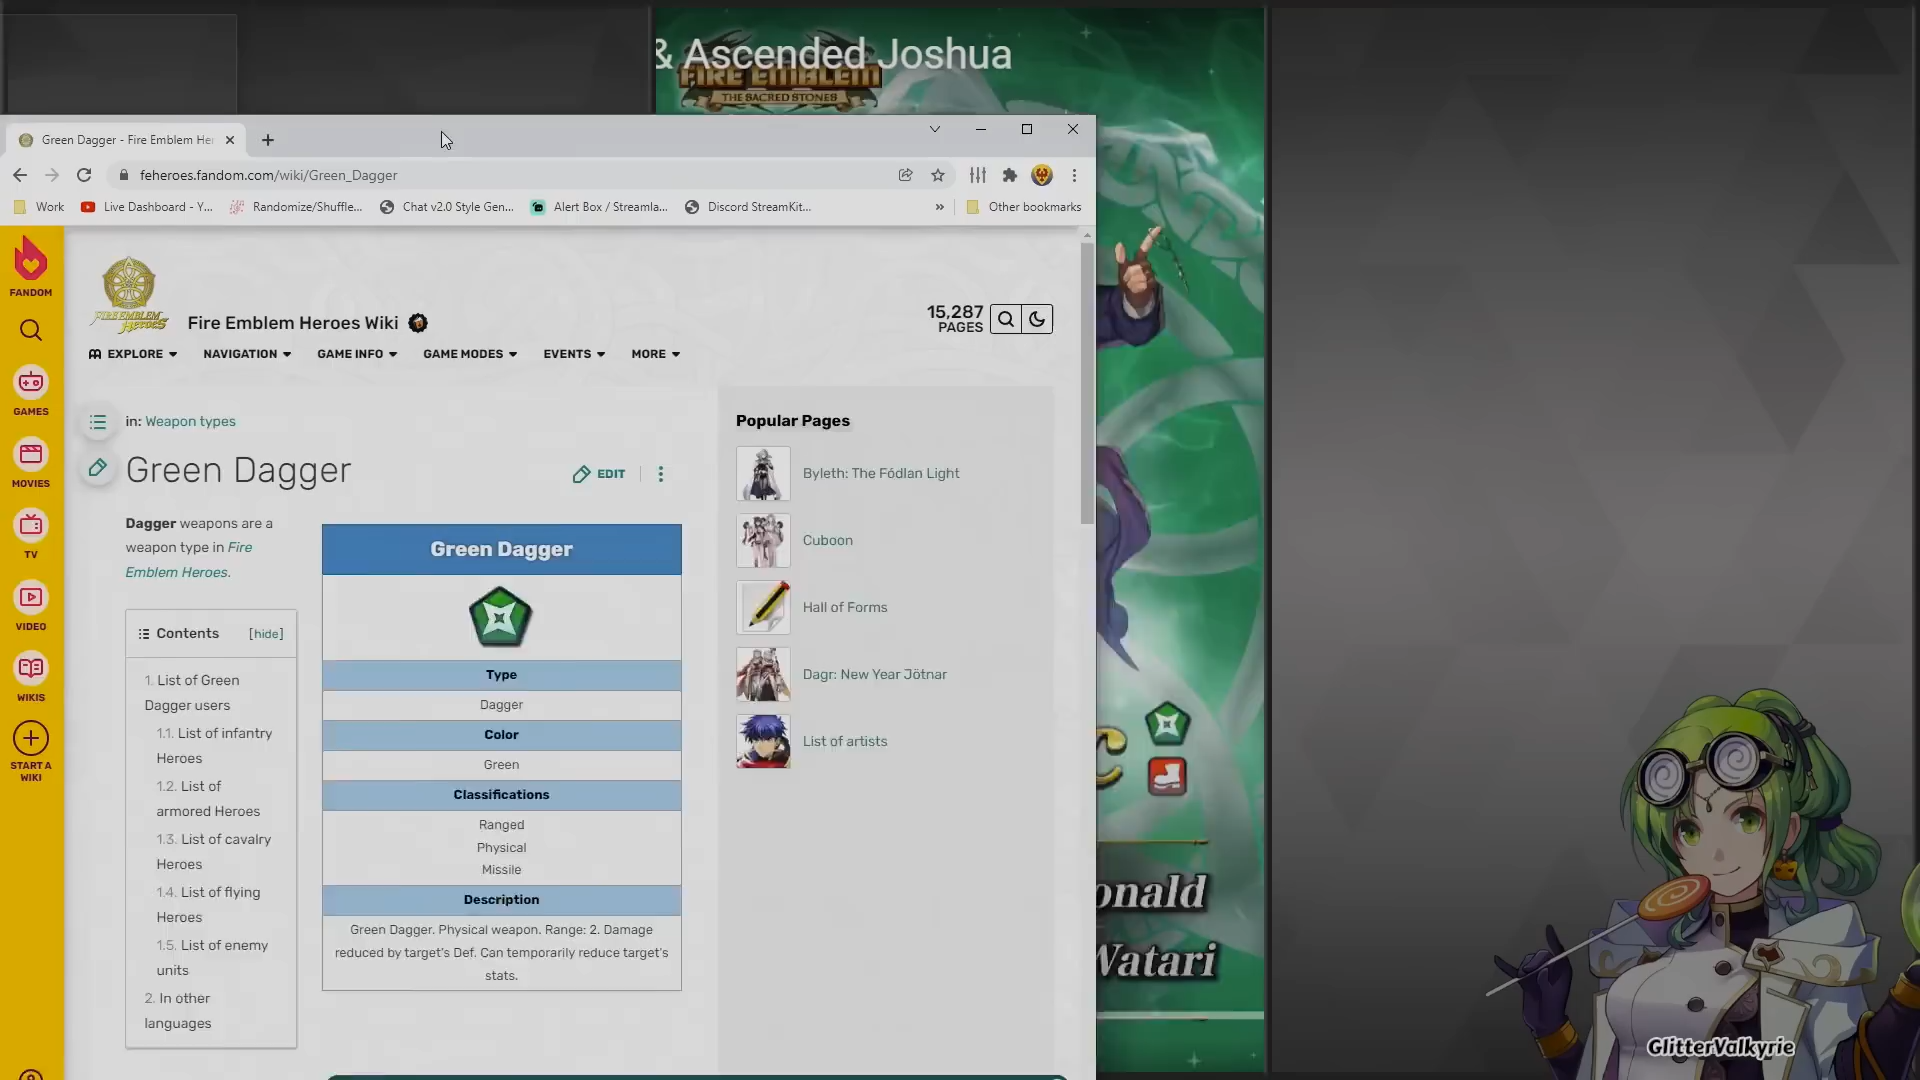 & Ascended Joshua
FIRE EMBLEM
THE SACRED STONES
Green Dagger - Fire Emblem Her
feheroes.fandom.com/wiki/Green_Dagger
Work
Live Dashboard - Y...
Randomize/Shuffle...
Chat v2.0 Style Gen...
Alert Box / Streamla...
Discord StreamKit...
»
Other bookmarks
FANDOM
GAMES
MOVIES
TV
VIDEO
WIKIS
START A
WIKI
FIRE EMBLEM
HEROES
Fire Emblem Heroes Wiki
15,287
PAGES
EXPLORE
NAVIGATION
GAME INFO
GAME MODES
EVENTS
MORE
in: Weapon types
Green Dagger
EDIT
Dagger weapons are a
weapon type in Fire
Emblem Heroes.
Contents [hide]
1. List of Green
Dagger users
1.1. List of infantry
Heroes
1.2. List of
armored Heroes
1.3. List of cavalry
Heroes
1.4. List of flying
Heroes
1.5. List of enemy
units
2. In other
languages
Green Dagger
Type
Dagger
Color
Green
Classifications
Ranged
Physical
Missile
Description
Green Dagger. Physical weapon. Range: 2. Damage
reduced by target's Def. Can temporarily reduce target's
stats.
Popular Pages
Byleth: The Fódlan Light
Cuboon
Hall of Forms
Dagr: New Year Jötnar
List of artists
onald
Watari
GlitterValkyrie